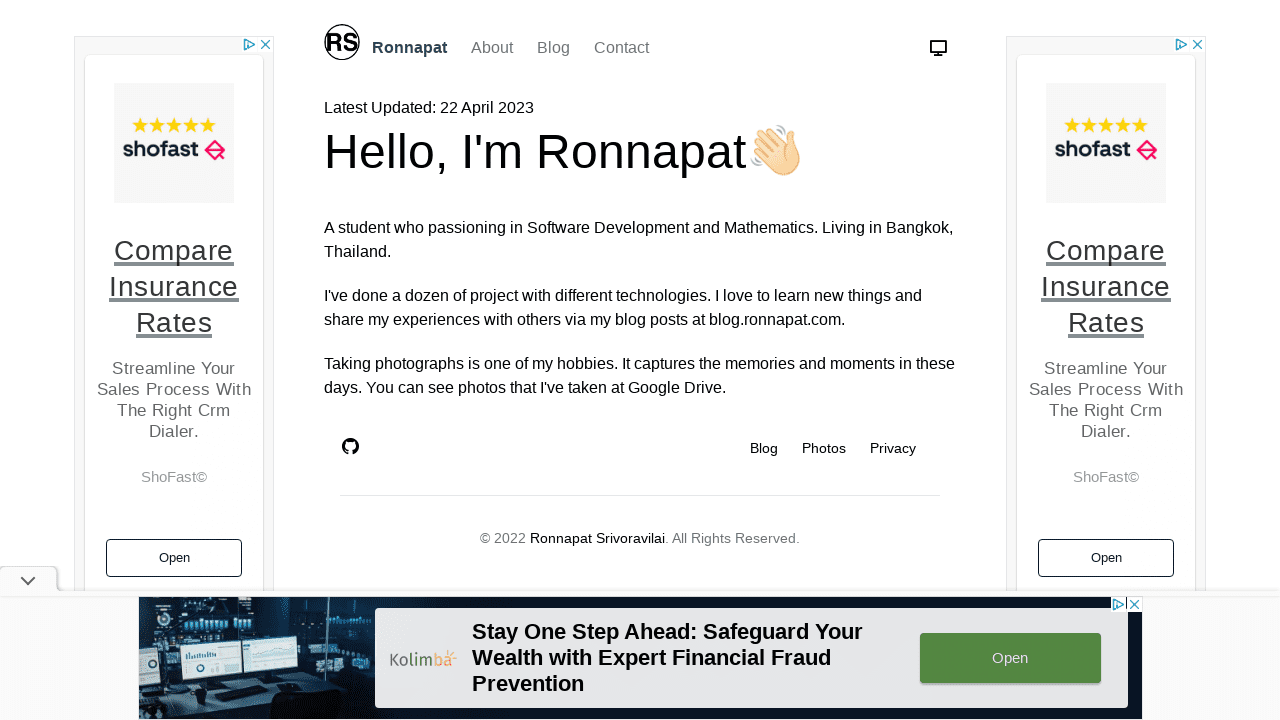 RS Ronnapat About Blog Contact
Latest Updated: 22 April 2023
Hello, I'm Ronnapat👋🏻
A student who passioning in Software Development and Mathematics. Living in Bangkok,
Thailand.
I've done a dozen of project with different technologies. I love to learn new things and
share my experiences with others via my blog posts at blog.ronnapat.com.
Taking photographs is one of my hobbies. It captures the memories and moments in these
days. You can see photos that I've taken at Google Drive.
Blog Photos Privacy
© 2022 Ronnapat Srivoravilai. All Rights Reserved.
shofast
Compare
Insurance
Rates
Streamline Your
Sales Process With
The Right Crm
Dialer.
ShoFast©
Open
shofast
Compare
Insurance
Rates
Streamline Your
Sales Process With
The Right Crm
Dialer.
ShoFast©
Open
Kolimba
Stay One Step Ahead: Safeguard Your
Wealth with Expert Financial Fraud
Prevention
Open